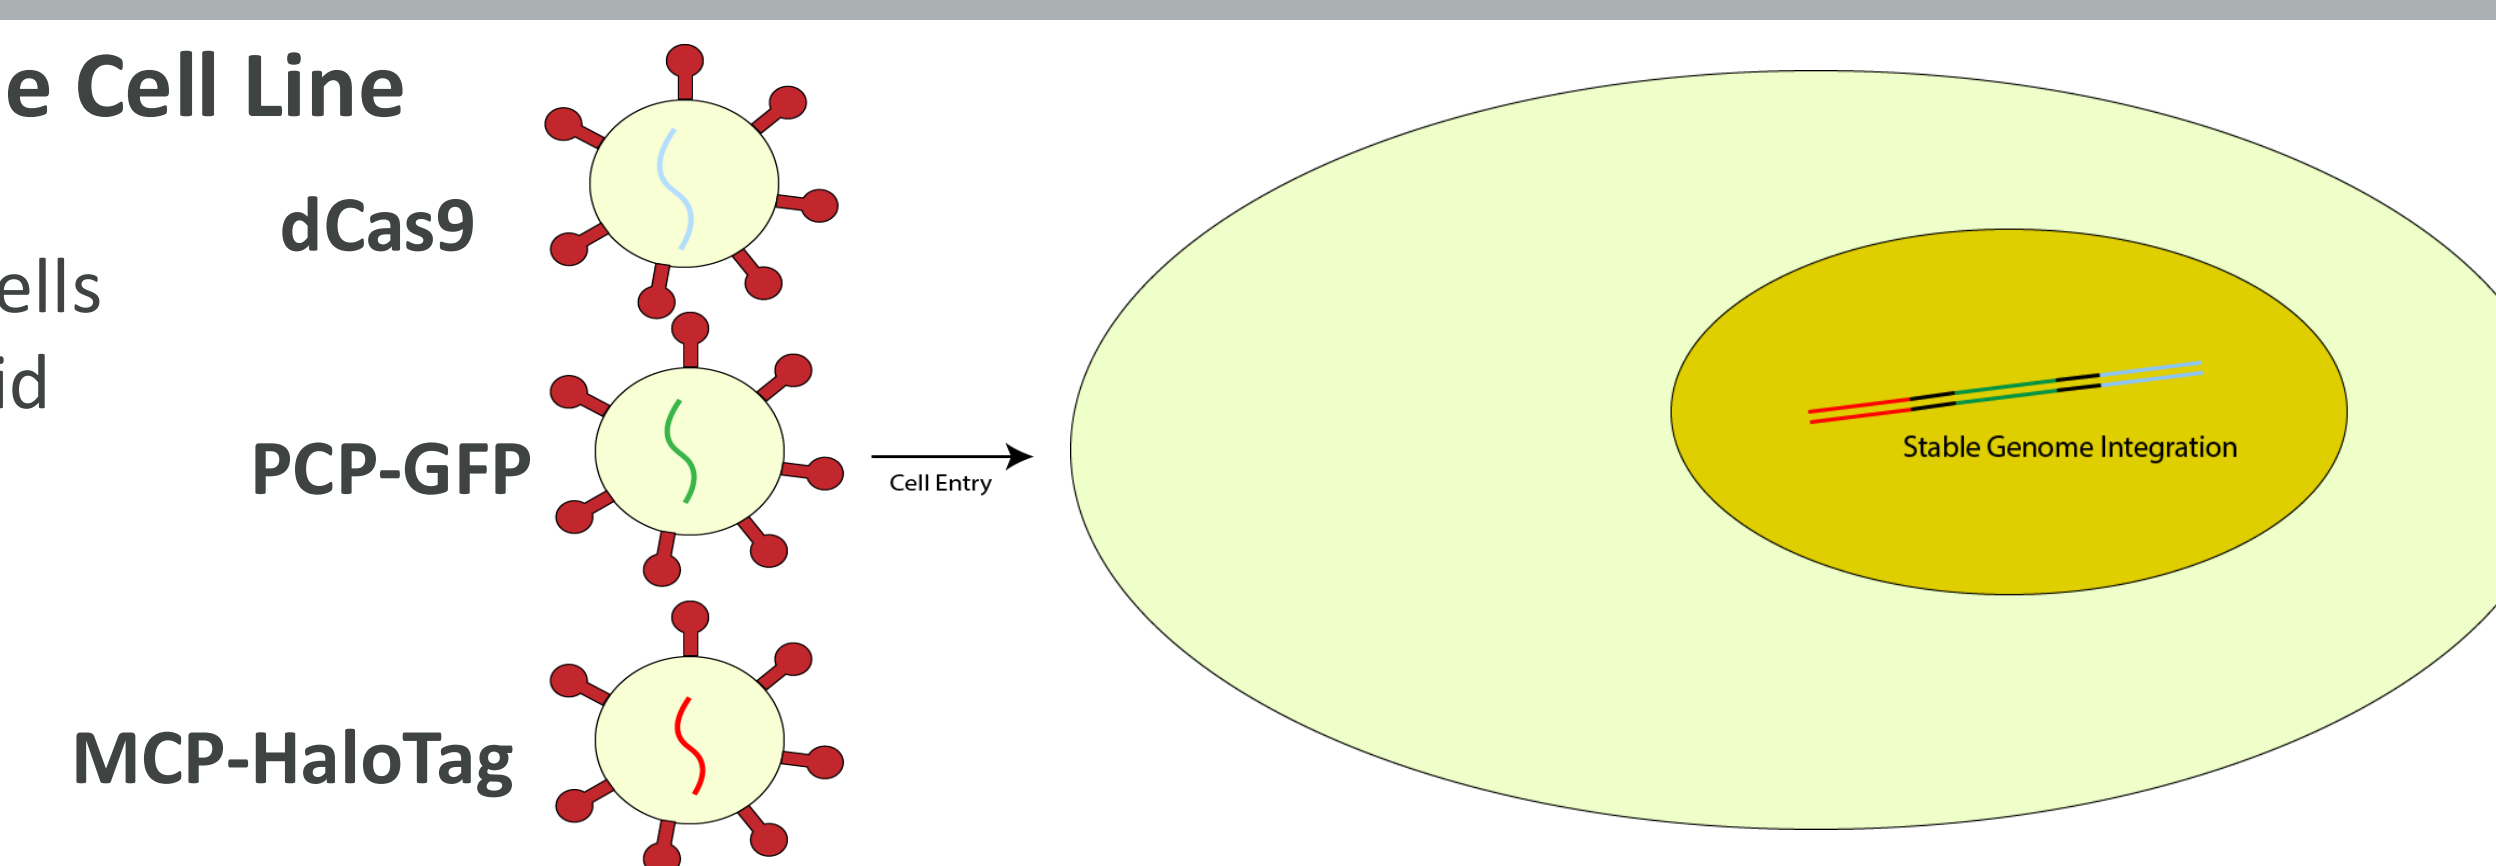 e Cell Line
dCas9
ells
id
PCP-GFP
Cell Entry
Stable Genome Integration
MCP-HaloTag